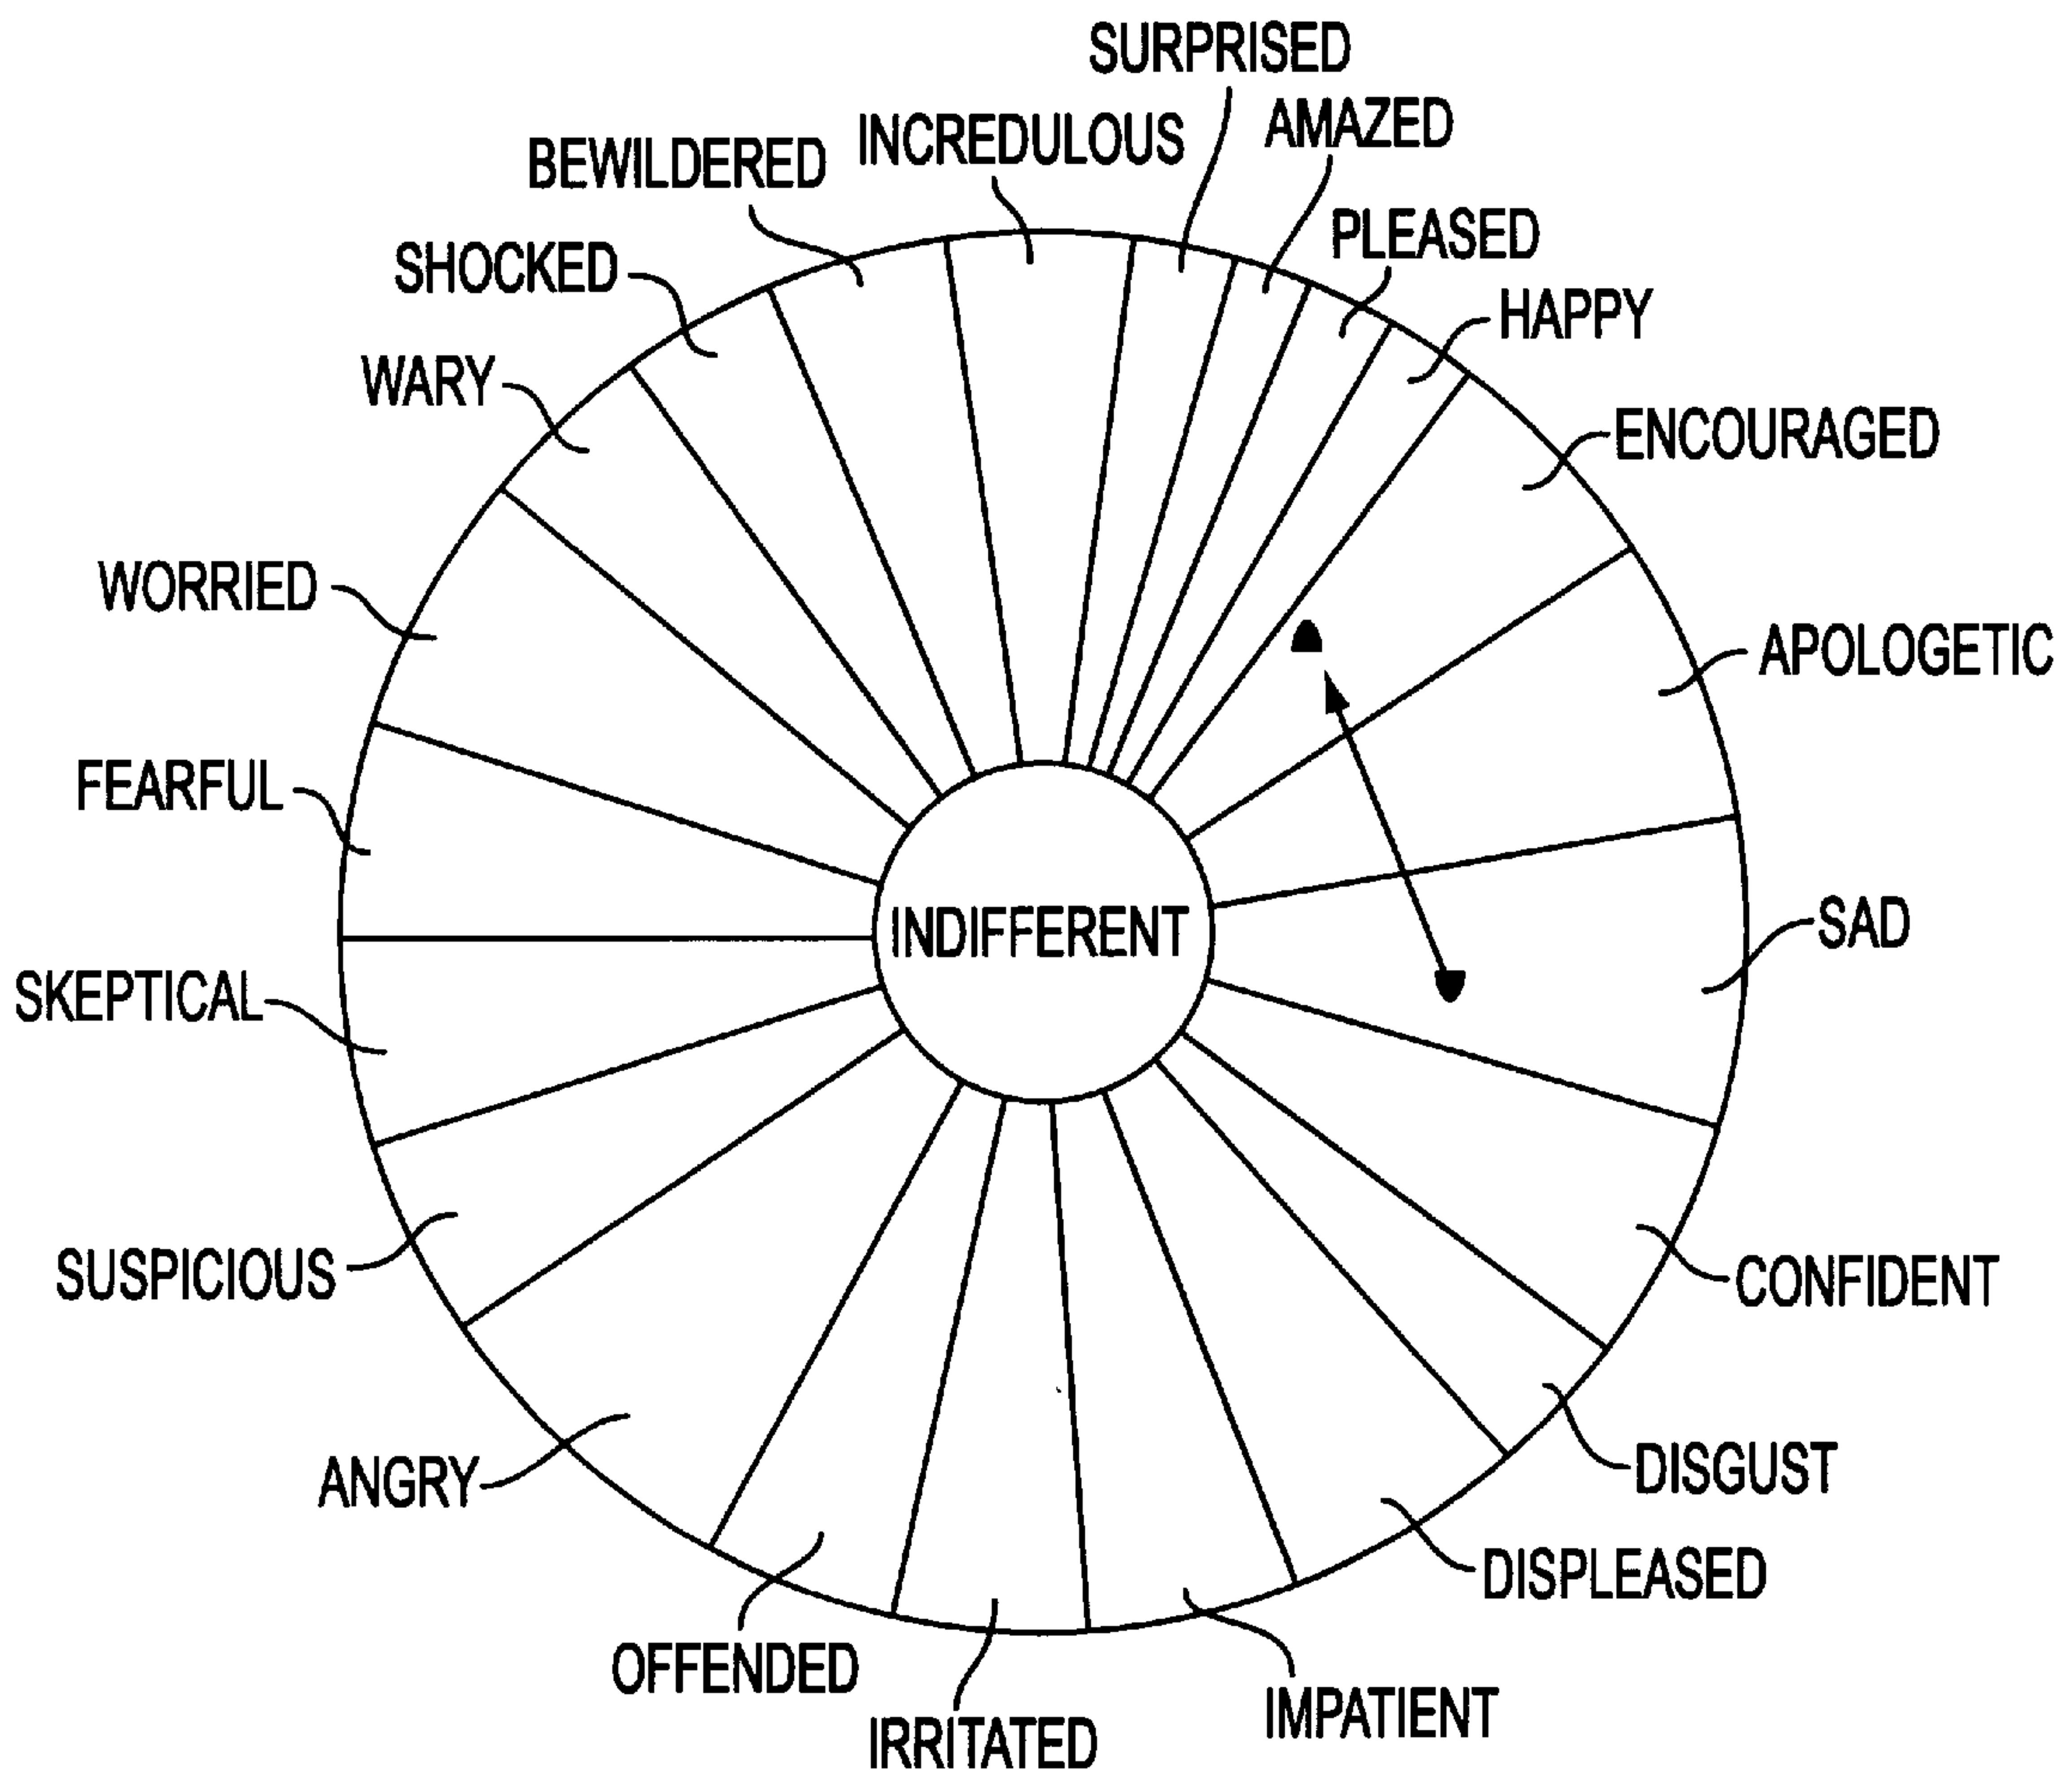 SURPRISED
AMAZED
INCREDULOUS
BEWILDERED
PLEASED
SHOCKED
HAPPY
WARY
ENCOURAGED
WORRIED
APOLOGETIC
FEARFUL
INDIFFERENT
SAD
SKEPTICAL
SUSPICIOUS
CONFIDENT
ANGRY
DISGUST
DISPLEASED
OFFENDED
IMPATIENT
IRRITATED